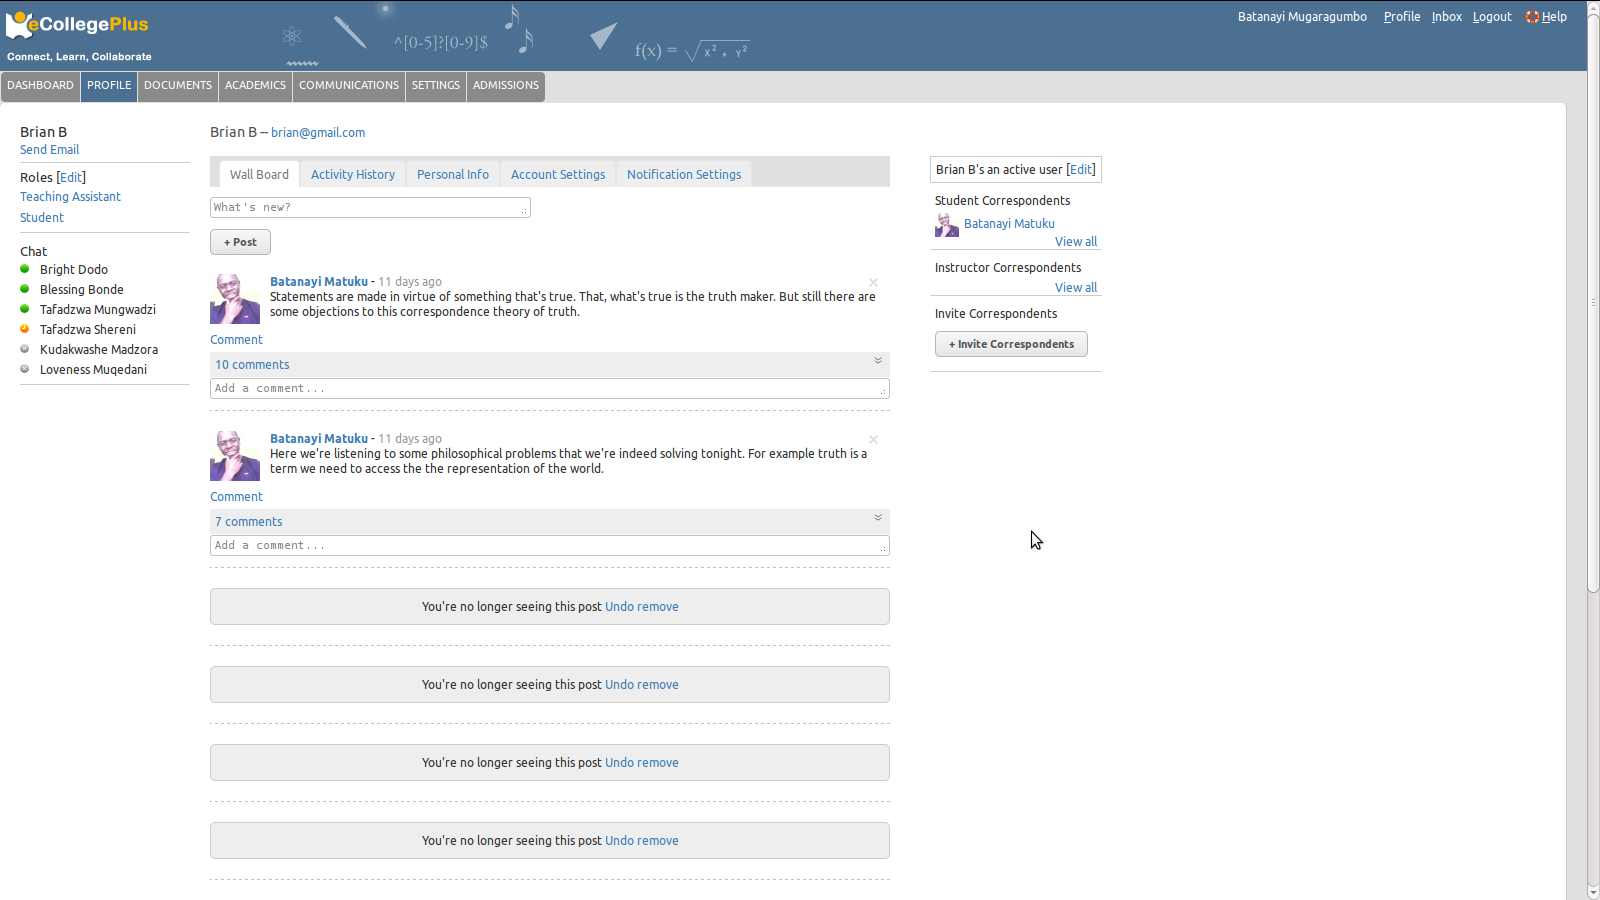 eCollegePlus
Connect, Learn, Collaborate
^[0-5]?[0-9]$
f(x) = √x² + y²
Batanayi Mugaragumbo Profile Inbox Logout Help
DASHBOARD PROFILE DOCUMENTS ACADEMICS COMMUNICATIONS SETTINGS ADMISSIONS
Brian B
Send Email
Roles [Edit]
Teaching Assistant
Student
Chat
Bright Dodo
Blessing Bonde
Tafadzwa Mungwadzi
Tafadzwa Shereni
Kudakwashe Madzora
Loveness Muqedani
Brian B -- brian@gmail.com
Wall Board Activity History Personal Info Account Settings Notification Settings
What's new?
+ Post
Batanayi Matuku - 11 days ago
Statements are made in virtue of something that's true. That, what's true is the truth maker. But still there are
some objections to this correspondence theory of truth.
Comment
10 comments
Add a comment...
Batanayi Matuku - 11 days ago
Here we're listening to some philosophical problems that we're indeed solving tonight. For example truth is a
term we need to access the the representation of the world.
Comment
7 comments
Add a comment...
You're no longer seeing this post Undo remove
You're no longer seeing this post Undo remove
You're no longer seeing this post Undo remove
You're no longer seeing this post Undo remove
Brian B's an active user [Edit]
Student Correspondents
Batanayi Matuku
View all
Instructor Correspondents
View all
Invite Correspondents
+ Invite Correspondents